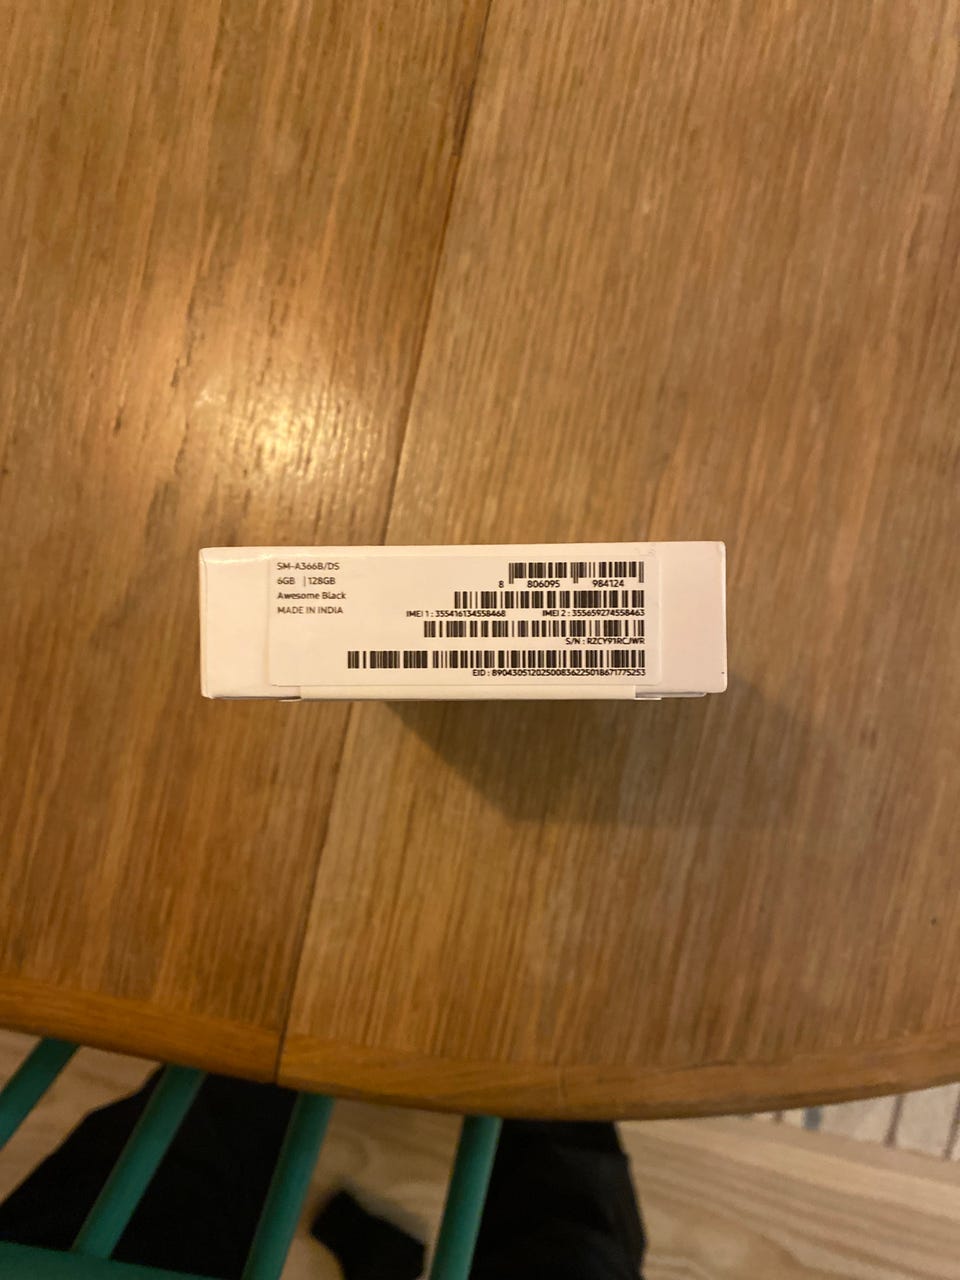 SM-A366B/DS
6GB | 128GB
Awesome Black
MADE IN INDIA
8 806095 984124
IMEI 1 : 355416134558468 IMEI 2 : 355659274558463
S/N : RZCY91RCJWR
EID : 89043051202500836225018671775253